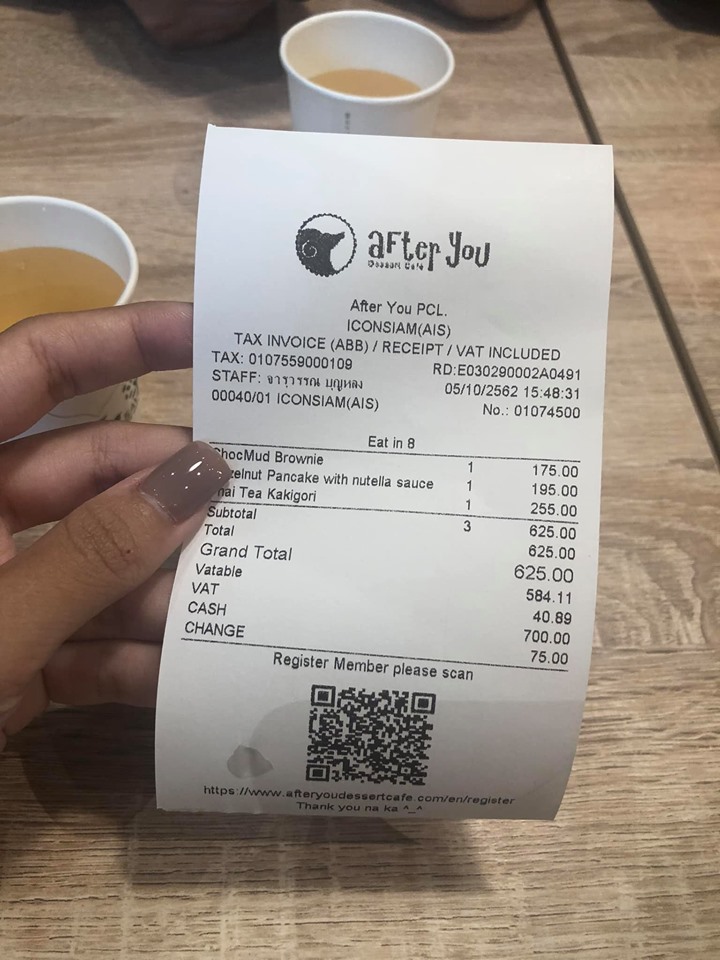 after you
Dessert Café
After You PCL.
ICONSIAM(AIS)
TAX INVOICE (ABB) / RECEIPT / VAT INCLUDED
TAX: 0107559000109 RD:E030290002A0491
STAFF: จารุวรรณ บุญหลง 05/10/2562 15:48:31
00040/01 ICONSIAM(AIS) No.: 01074500
Eat in 8
ChocMud Brownie 1 175.00
Pancake with nutella sauce 1 195.00
Tea Kakigori 1 255.00
Subtotal 3 625.00
Total 625.00
Grand Total 625.00
Vatable 584.11
VAT 40.89
CASH 700.00
CHANGE 75.00
Register Member please scan
https://www.afteryoudessertcafe.com/en/register
Thank you na ka ^_^